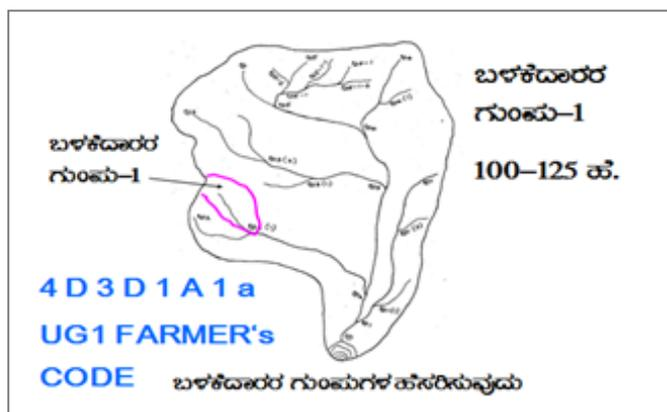 ಬಳಕೆದಾರರ
ಗುಂಪು–1
100–125 ಹೆ.
ಬಳಕೆದಾರರ
ಗುಂಪು–1
4 D 3 D 1 A 1 a
UG1 FARMER's
CODE
ಬಳಕೆದಾರರ ಗುಂಪುಗಳ ಹೆಸರಿಸುವುದು